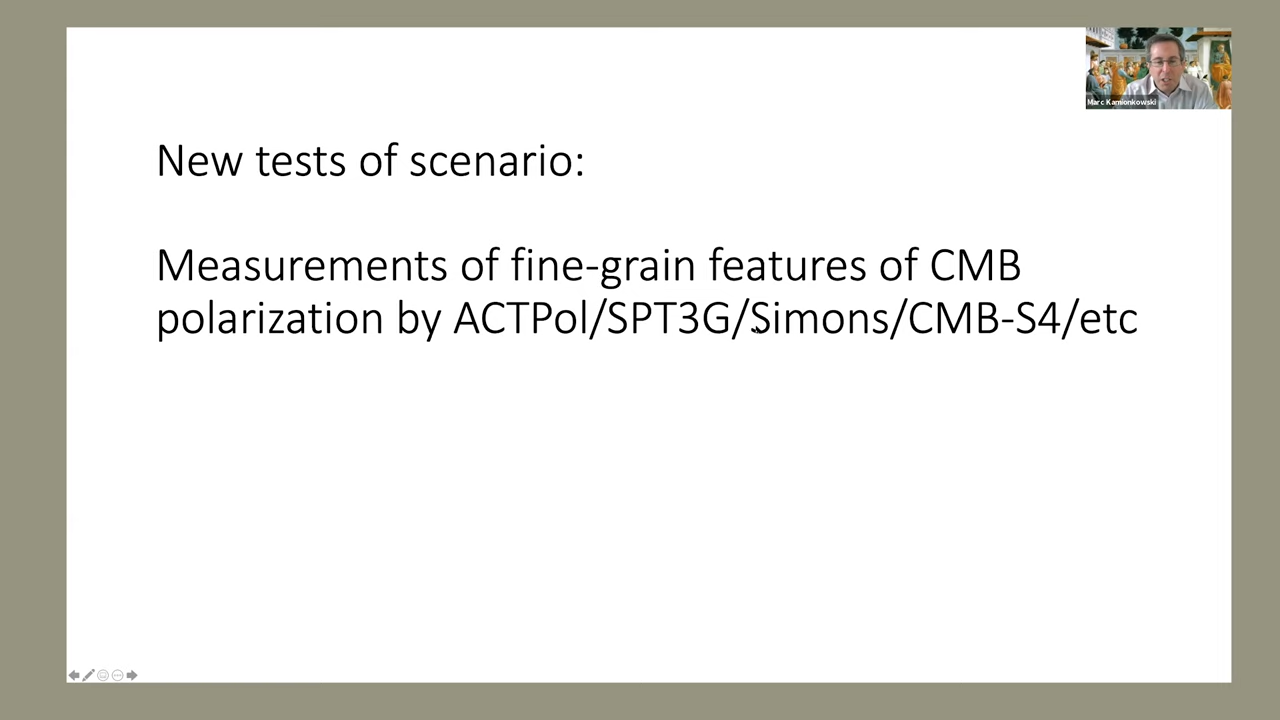 Marc Kamionkowski
New tests of scenario:
Measurements of fine-grain features of CMB
polarization by ACTPol/SPT3G/Simons/CMB-S4/etc